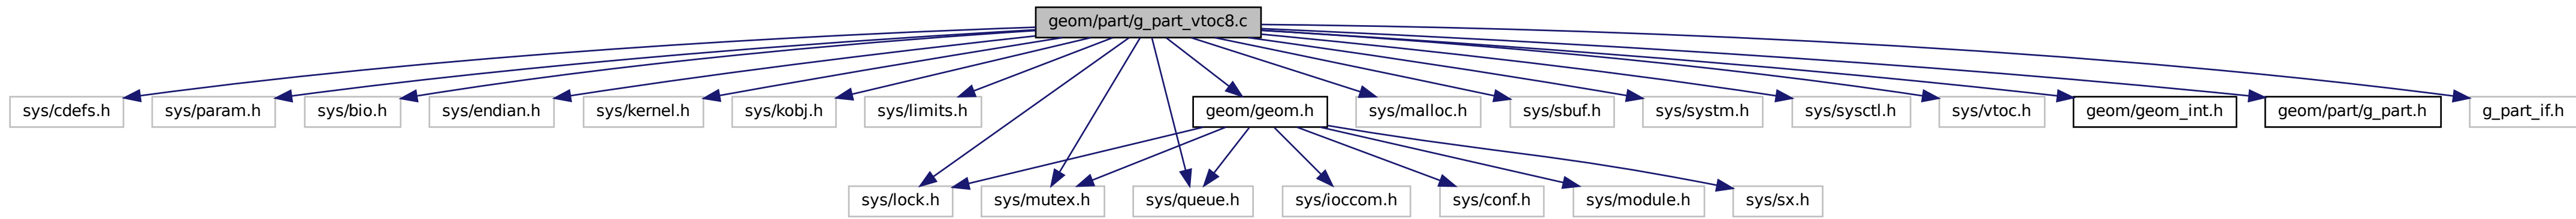 geom/part/g_part_vtoc8.c
sys/cdefs.h
sys/param.h
sys/bio.h
sys/endian.h
sys/kernel.h
sys/kobj.h
sys/limits.h
geom/geom.h
sys/malloc.h
sys/sbuf.h
sys/systm.h
sys/sysctl.h
sys/vtoc.h
geom/geom_int.h
geom/part/g_part.h
g_part_if.h
sys/lock.h
sys/mutex.h
sys/queue.h
sys/ioccom.h
sys/conf.h
sys/module.h
sys/sx.h